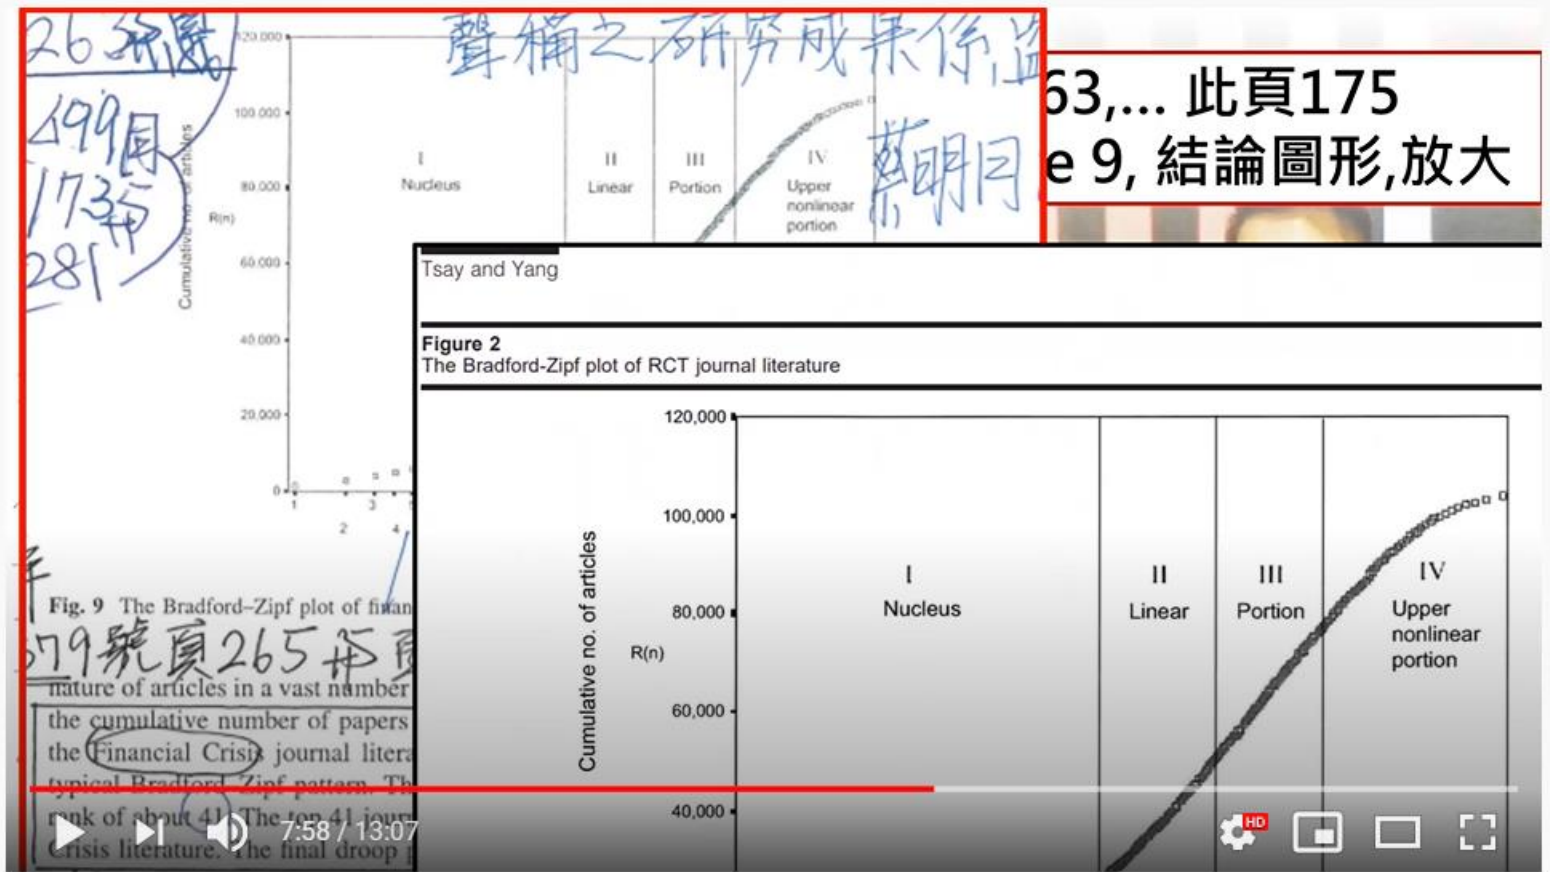 聲稱之研究成果係
499
173
281
蔡明月
63,... 此頁175
e 9, 結論圖形,放大
120,000
100,000
80,000
60,000
40,000
20,000
0
1
3
2
4
Cumulative no. of articles
R(n)
I
Nucleus
II
Linear
III
Portion
IV
Upper
nonlinear
portion
Fig. 9 The Bradford–Zipf plot of finan
79號頁265
nature of articles in a vast number
the cumulative number of papers
the Financial Crisis journal litera
typical Bradford–Zipf pattern. Th
rank of about 41. The top 41 journ
Crisis literature. The final droop p
Tsay and Yang
Figure 2
The Bradford-Zipf plot of RCT journal literature
120,000
100,000
80,000
60,000
40,000
Cumulative no. of articles
R(n)
I
Nucleus
II
Linear
III
Portion
IV
Upper
nonlinear
portion
7:58 / 13:07
HD